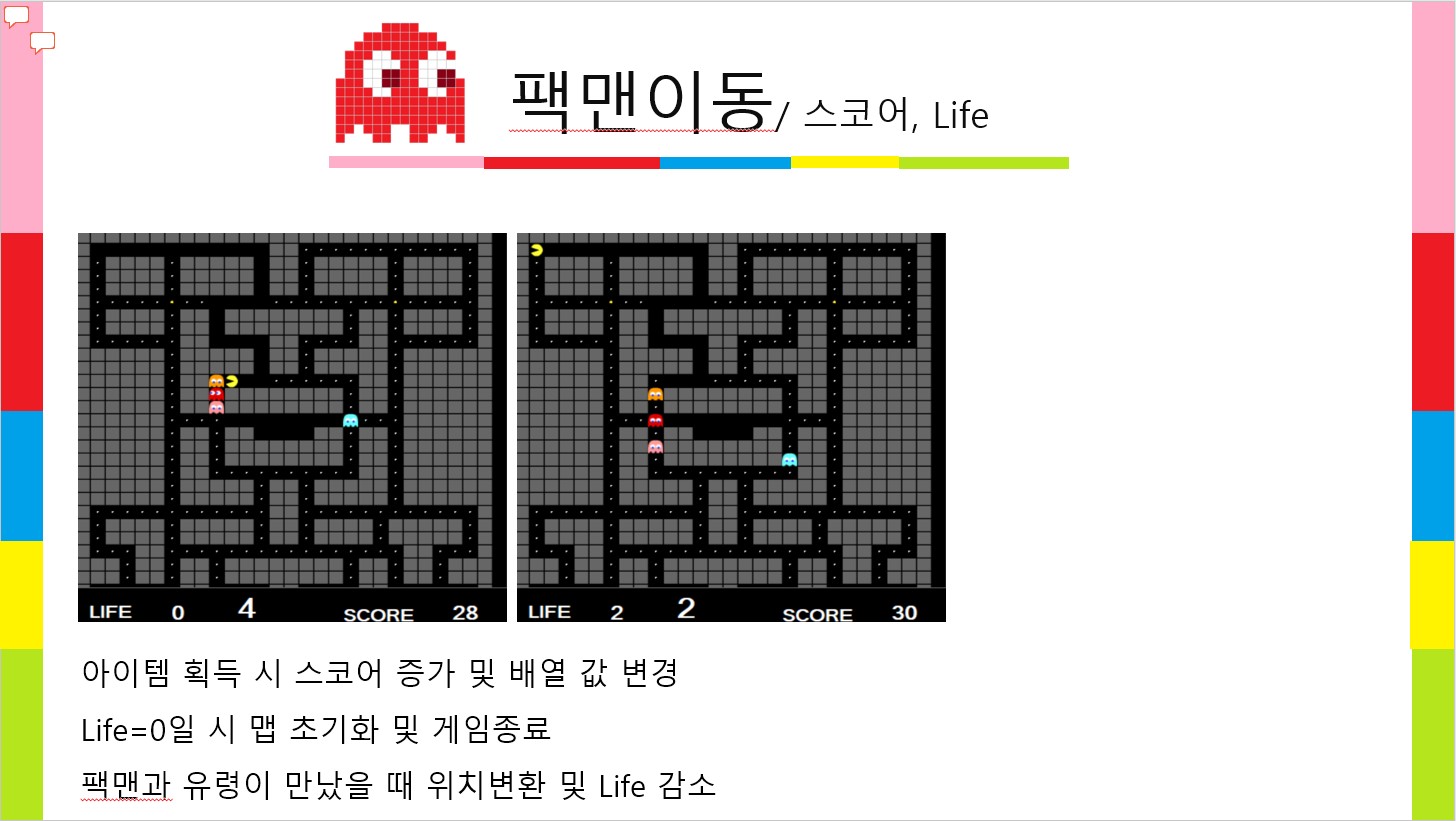 팩맨이동/ 스코어, Life
LIFE 0 4 SCORE 28
LIFE 2 2 SCORE 30
아이템 획득 시 스코어 증가 및 배열 값 변경
Life=0일 시 맵 초기화 및 게임종료
팩맨과 유령이 만났을 때 위치변환 및 Life 감소